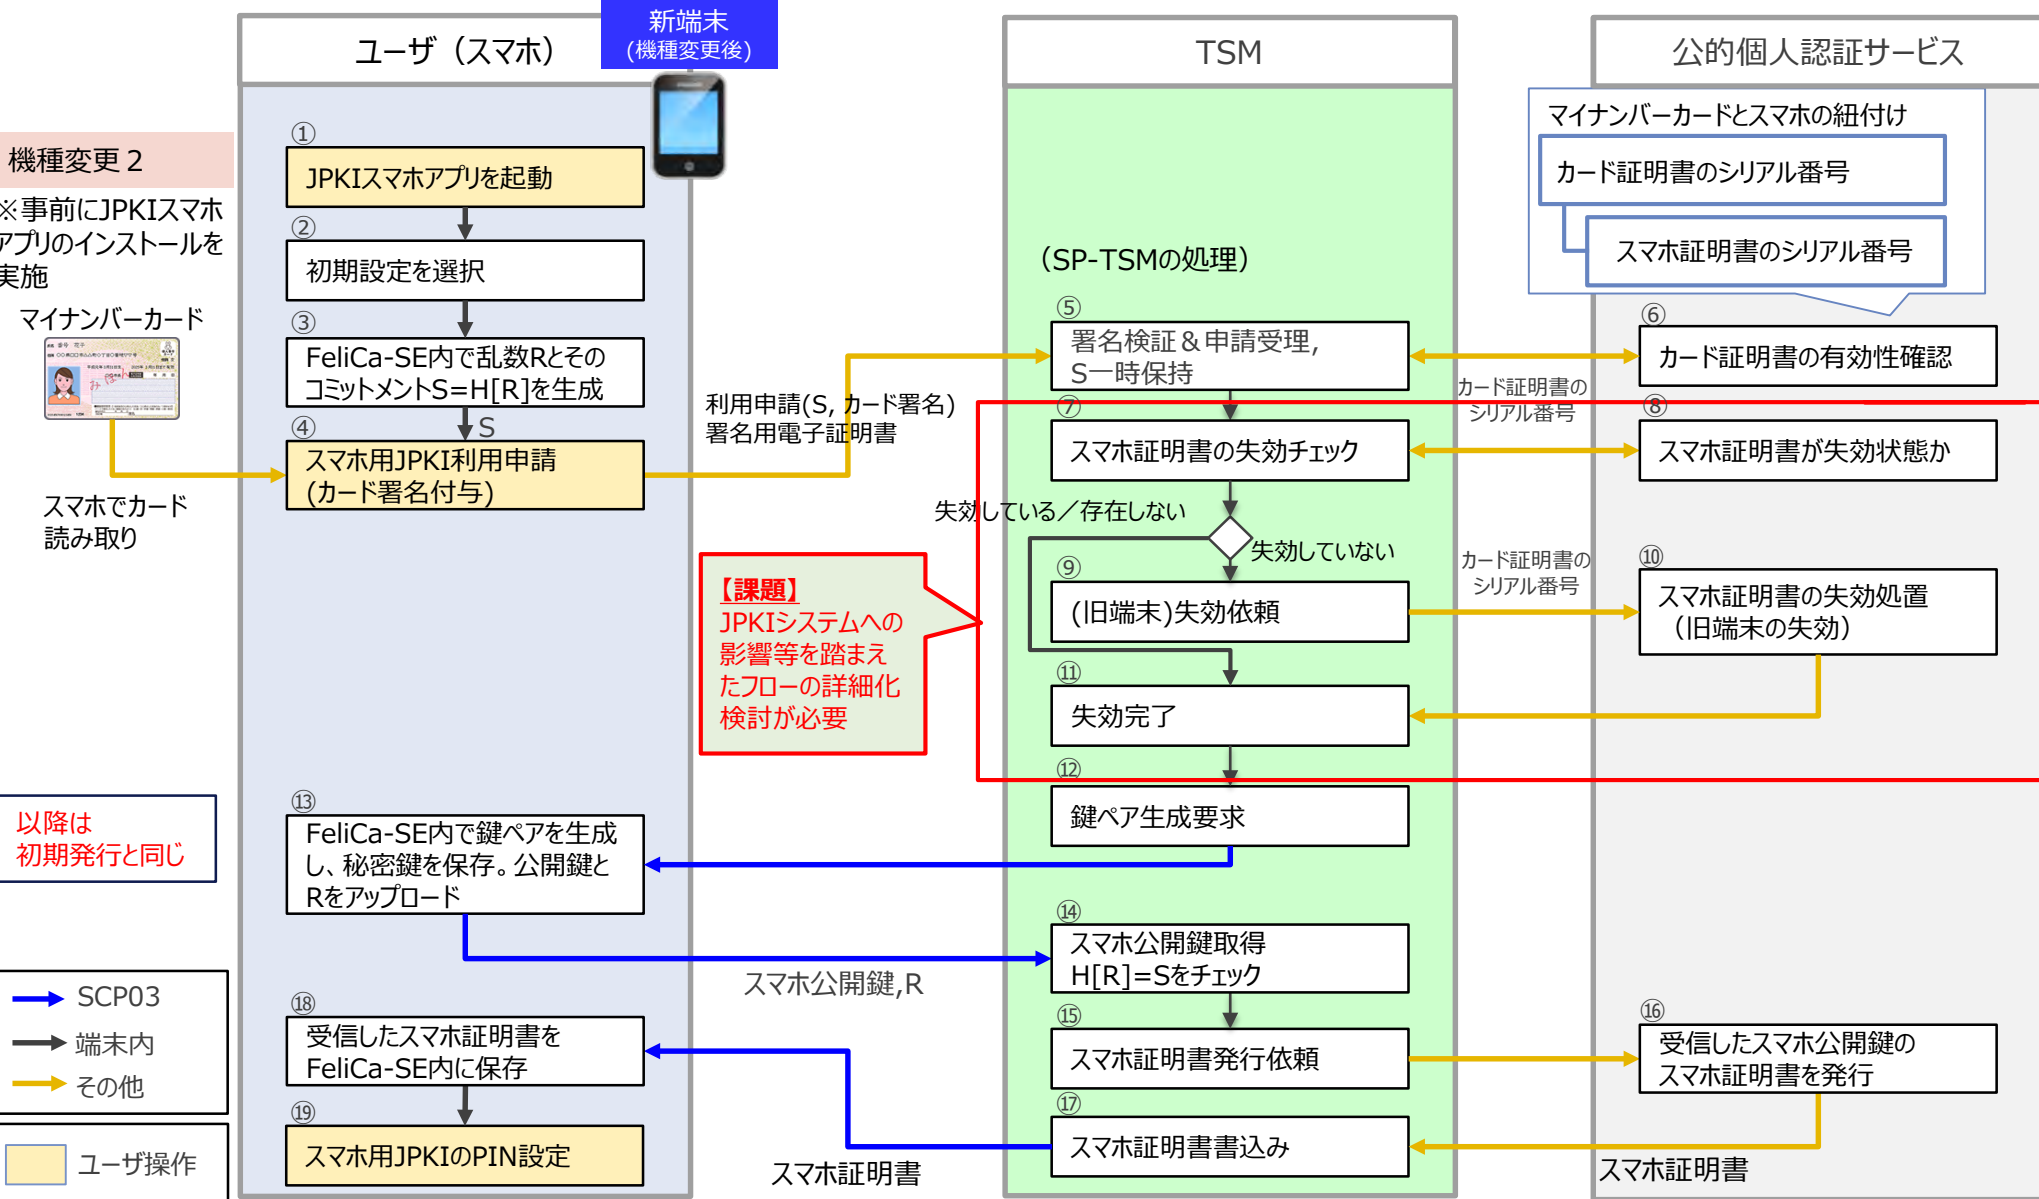 新端末
(機種変更後)
ユーザ（スマホ）
TSM
公的個人認証サービス
機種変更２
※事前にJPKIスマホ
アプリのインストールを
実施
マイナンバーカード
スマホでカード
読み取り
①
JPKIスマホアプリを起動
②
初期設定を選択
③
FeliCa-SE内で乱数Rとその
コミットメントS=H[R]を生成
S
④
スマホ用JPKI利用申請
(カード署名付与)
利用申請(S, カード署名)
署名用電子証明書
（SP-TSMの処理）
⑤
署名検証＆申請受理,
S一時保持
マイナンバーカードとスマホの紐付け
カード証明書のシリアル番号
スマホ証明書のシリアル番号
⑥
カード証明書の有効性確認
カード証明書の
シリアル番号
⑦
スマホ証明書の失効チェック
⑧
スマホ証明書が失効状態か
失効している／存在しない
失効していない
⑨
(旧端末)失効依頼
カード証明書の
シリアル番号
⑩
スマホ証明書の失効処置
（旧端末の失効）
【課題】
JPKIシステムへの
影響等を踏まえ
たフローの詳細化
検討が必要
⑪
失効完了
⑫
鍵ペア生成要求
以降は
初期発行と同じ
⑬
FeliCa-SE内で鍵ペアを生成
し、秘密鍵を保存。公開鍵と
Rをアップロード
スマホ公開鍵,R
⑭
スマホ公開鍵取得
H[R]=Sをチェック
⑮
スマホ証明書発行依頼
⑯
受信したスマホ公開鍵の
スマホ証明書を発行
⑰
スマホ証明書書込み
スマホ証明書
スマホ証明書
⑱
受信したスマホ証明書を
FeliCa-SE内に保存
⑲
スマホ用JPKIのPIN設定
SCP03
端末内
その他
ユーザ操作